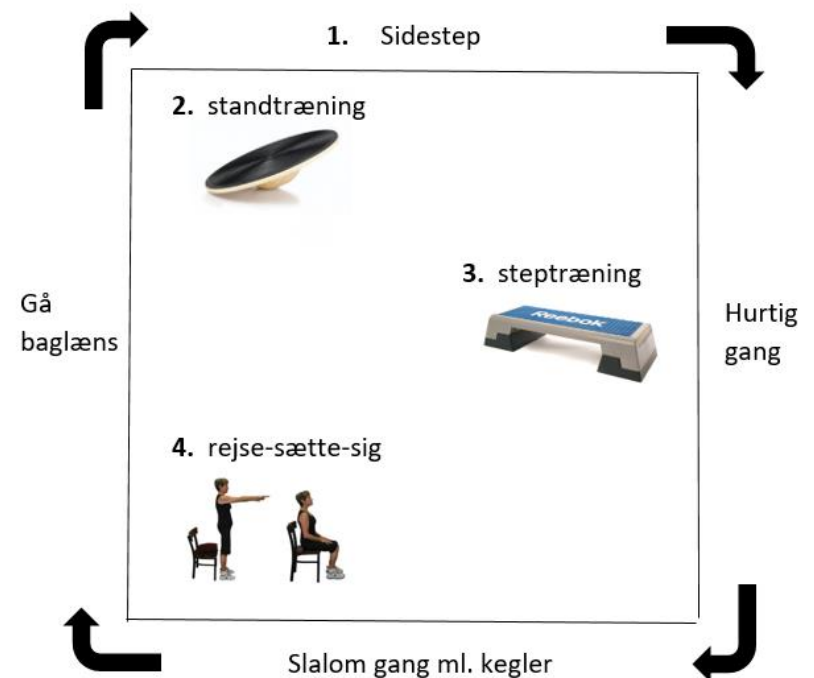 1. Sidestep
2. standtræning
3. steptræning
Reebok
Gå
baglæns
Hurtig
gang
4. rejse-sætte-sig
Slalom gang ml. kegler